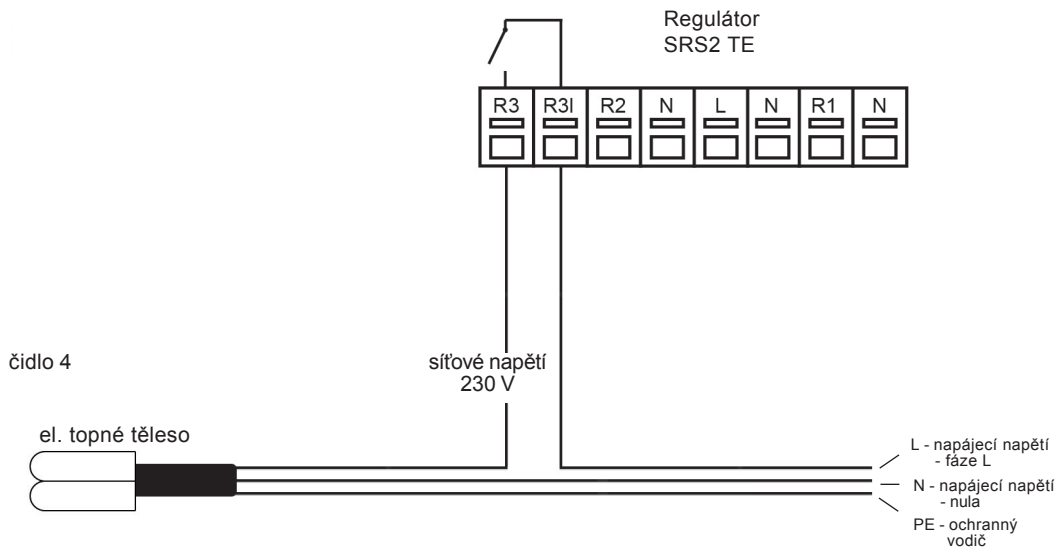 Regulátor
SRS2 TE
R3 R3I R2 N L N R1 N
čidlo 4
síťové napětí
230 V
el. topné těleso
L - napájecí napětí
- fáze L
N - napájecí napětí
- nula
PE - ochranný
vodič